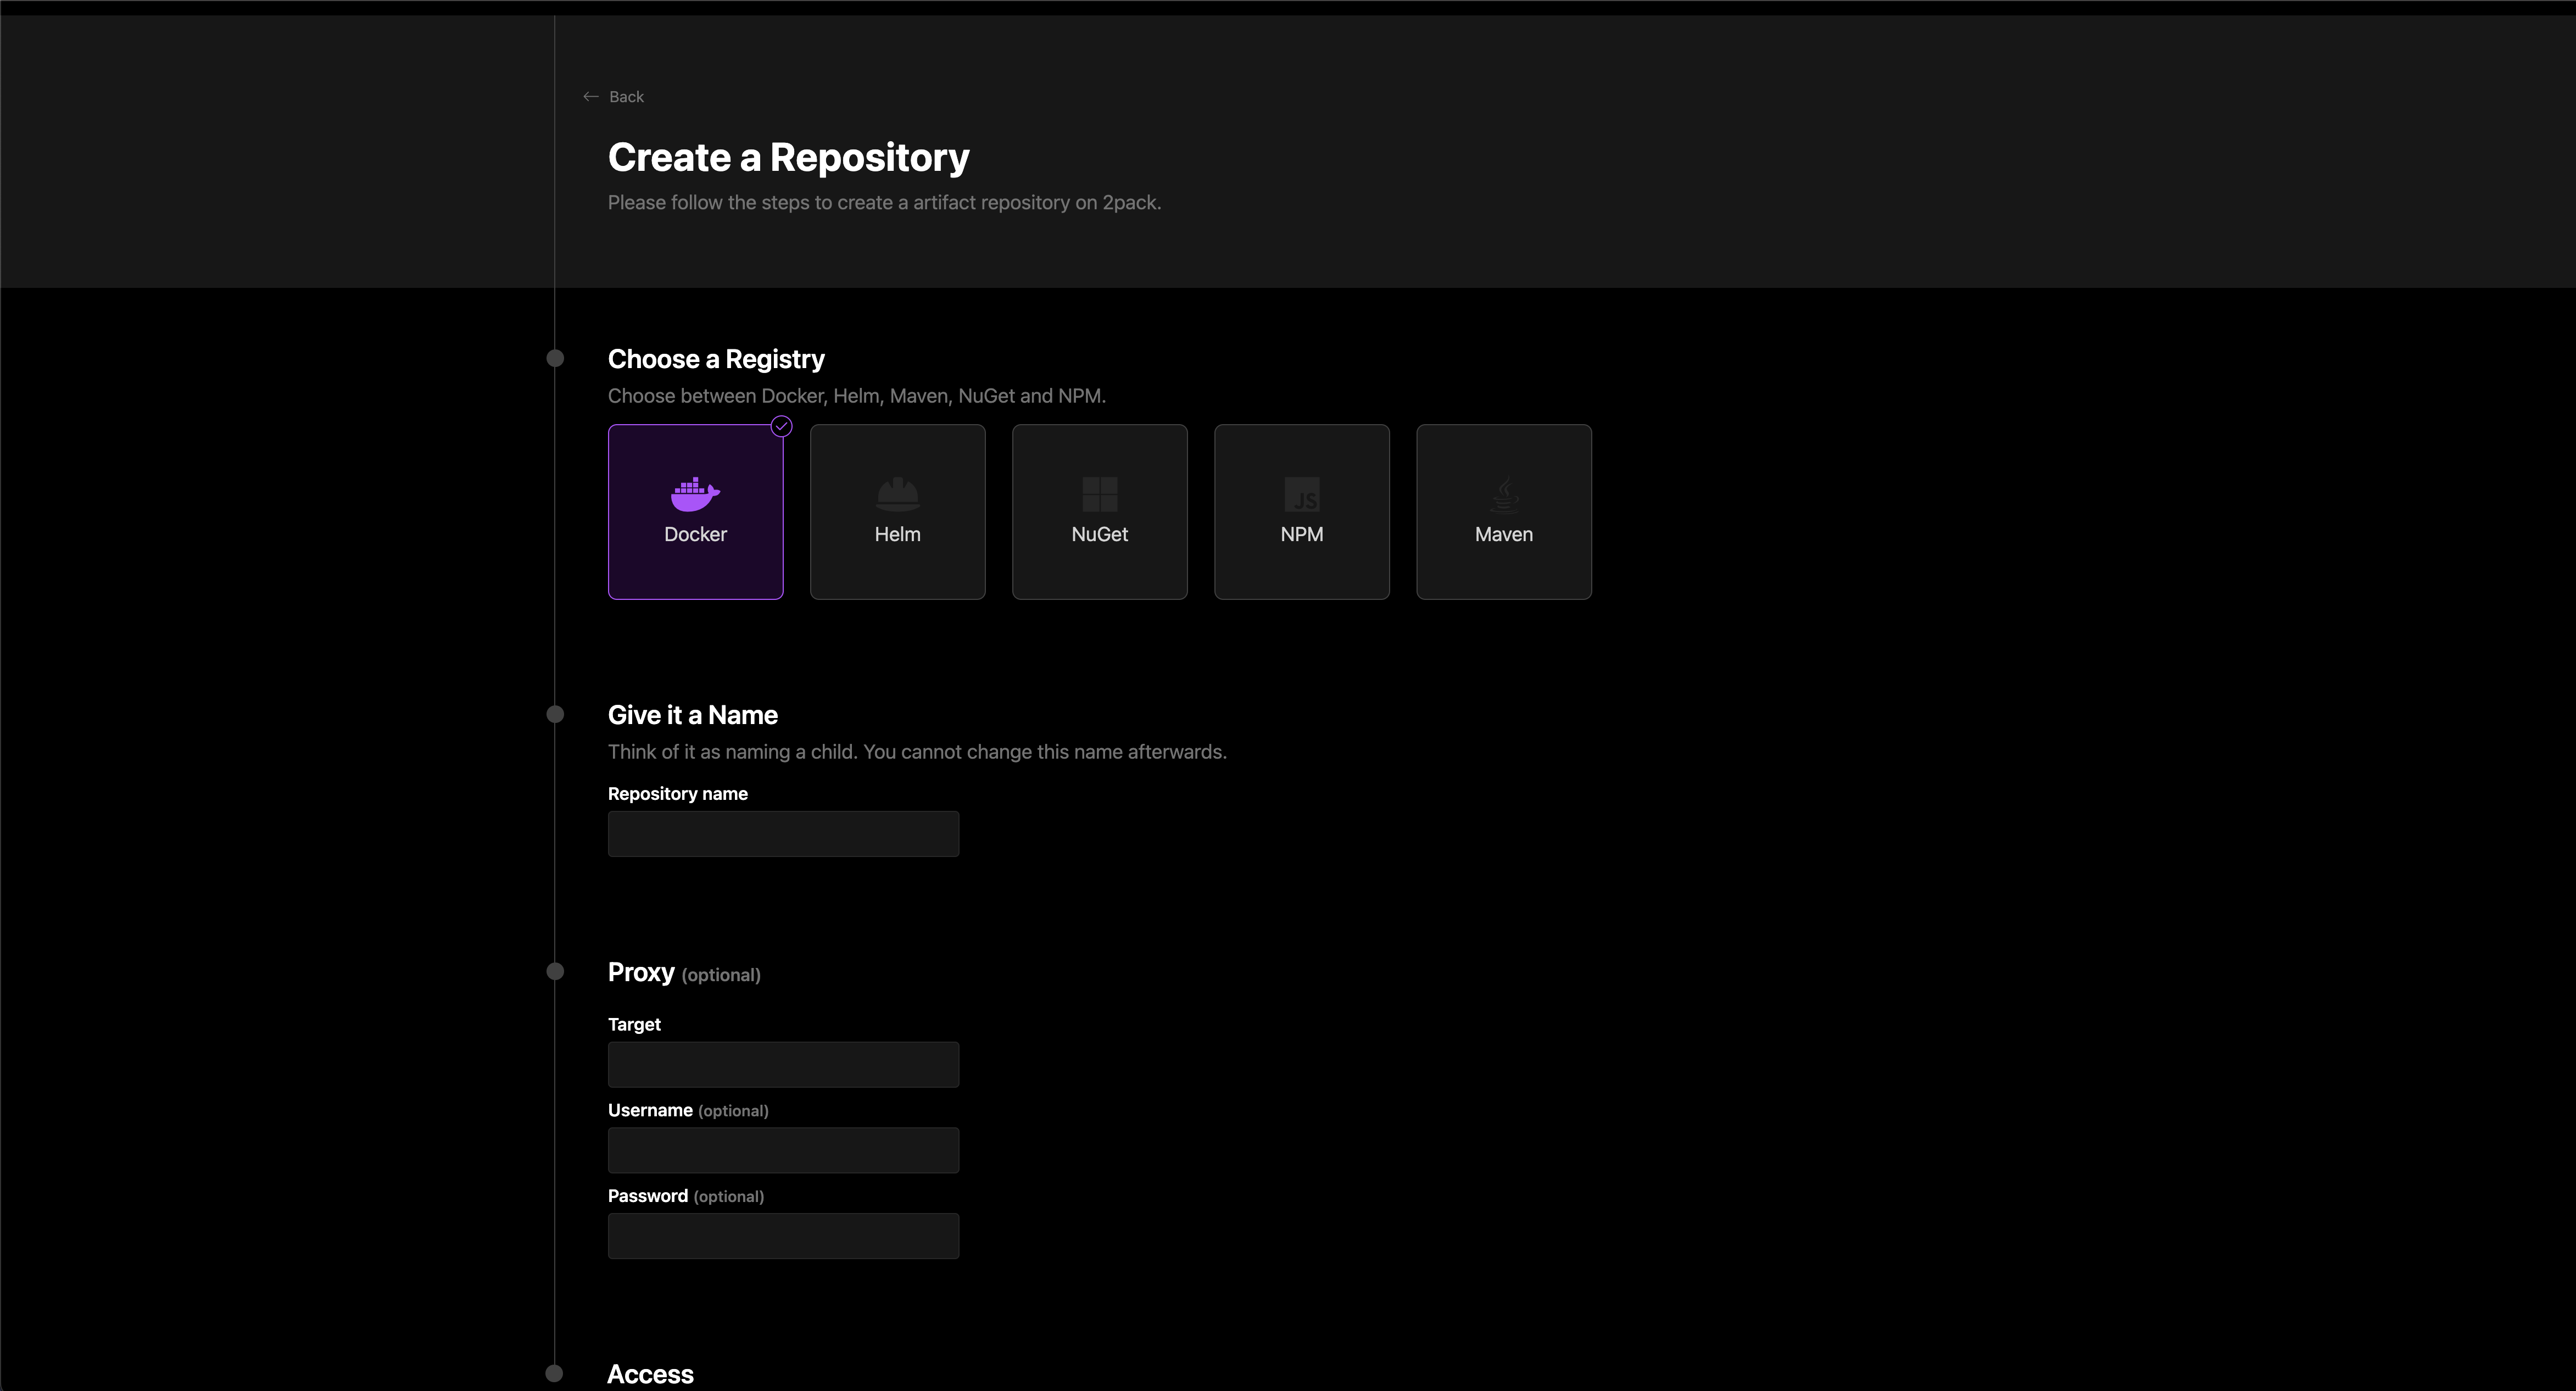 Back
Create a Repository
Please follow the steps to create a artifact repository on 2pack.
Choose a Registry
Choose between Docker, Helm, Maven, NuGet and NPM.
JS
Docker
Helm
NuGet
NPM
Maven
Give it a Name
Think of it as naming a child. You cannot change this name afterwards.
Repository name
Proxy (optional)
Target
Username (optional)
Password (optional)
Access